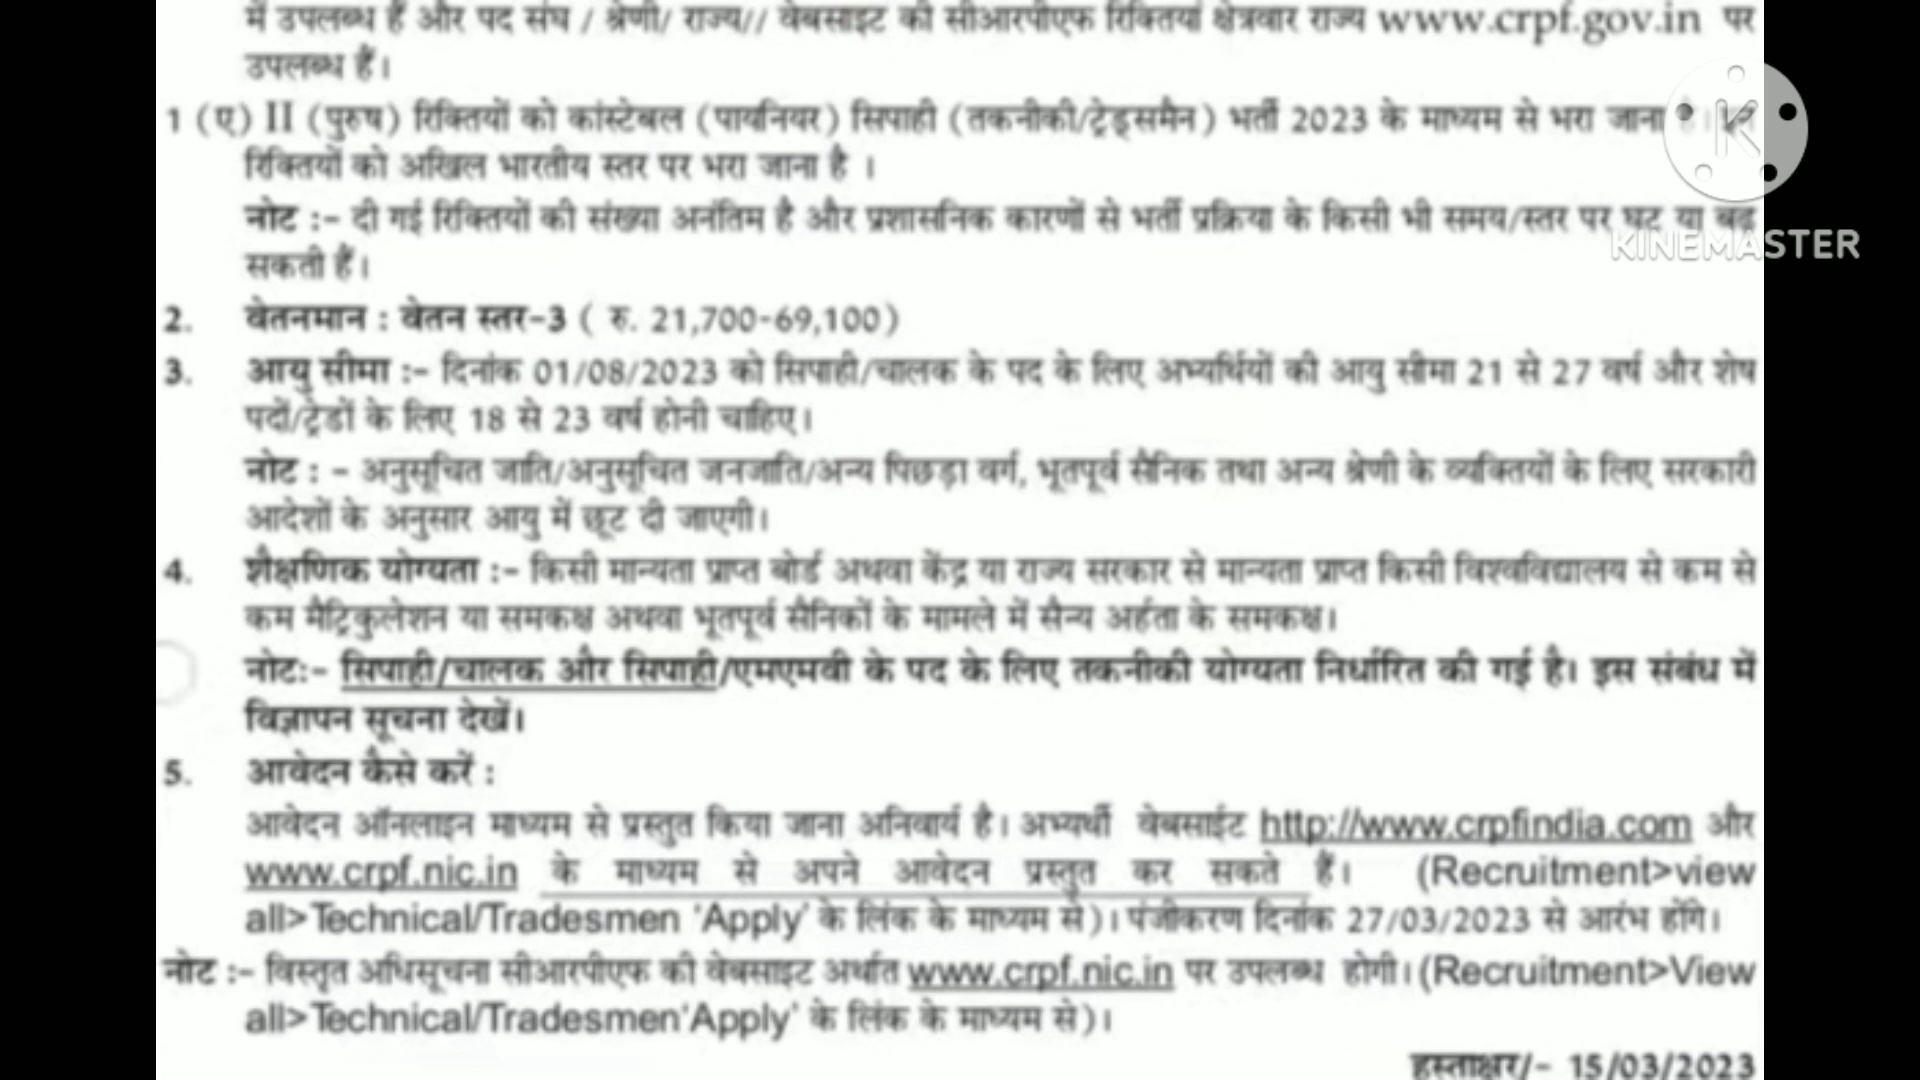 में उपलब्ध हैं और पद संघ / श्रेणी/ राज्य// वेबसाइट की सीआरपीएफ रिक्तियां क्षेत्रवार राज्य www.crpf.gov.in पर
उपलब्ध हैं।
1 (ए) II (पुरुष) रिक्तियों को कांस्टेबल (पायनियर) सिपाही (तकनीकी/ट्रेड्समैन) भर्ती 2023 के माध्यम से भरा जाना है।
रिक्तियों को अखिल भारतीय स्तर पर भरा जाना है ।
नोट :- दी गई रिक्तियों की संख्या अनंतिम है और प्रशासनिक कारणों से भर्ती प्रक्रिया के किसी भी समय/स्तर पर घट या बढ़
सकती हैं।
KINEMASTER
2. वेतनमान : वेतन स्तर-3 ( रु. 21,700-69,100)
3. आयु सीमा :- दिनांक 01/08/2023 को सिपाही/चालक के पद के लिए अभ्यर्थियों की आयु सीमा 21 से 27 वर्ष और शेष
पदों/ट्रेडों के लिए 18 से 23 वर्ष होनी चाहिए।
नोट : - अनुसूचित जाति/अनुसूचित जनजाति/अन्य पिछड़ा वर्ग, भूतपूर्व सैनिक तथा अन्य श्रेणी के व्यक्तियों के लिए सरकारी
आदेशों के अनुसार आयु में छूट दी जाएगी।
4. शैक्षणिक योग्यता :- किसी मान्यता प्राप्त बोर्ड अथवा केंद्र या राज्य सरकार से मान्यता प्राप्त किसी विश्वविद्यालय से कम से
कम मैट्रिकुलेशन या समकक्ष अथवा भूतपूर्व सैनिकों के मामले में सैन्य अर्हता के समकक्ष।
नोटः- सिपाही/चालक और सिपाही/एमएमवी के पद के लिए तकनीकी योग्यता निर्धारित की गई है। इस संबंध में
विज्ञापन सूचना देखें।
5. आवेदन कैसे करें :
आवेदन ऑनलाइन माध्यम से प्रस्तुत किया जाना अनिवार्य है। अभ्यर्थी वेबसाईट http://www.crpfindia.com और
www.crpf.nic.in के माध्यम से अपने आवेदन प्रस्तुत कर सकते हैं। (Recruitment>view
all>Technical/Tradesmen 'Apply' के लिंक के माध्यम से)। पंजीकरण दिनांक 27/03/2023 से आरंभ होंगे।
नोट :- विस्तृत अधिसूचना सीआरपीएफ की वेबसाइट अर्थात www.crpf.nic.in पर उपलब्ध होगी। (Recruitment>View
all>Technical/Tradesmen'Apply' के लिंक के माध्यम से)।
हस्ताक्षर/- 15/03/2023